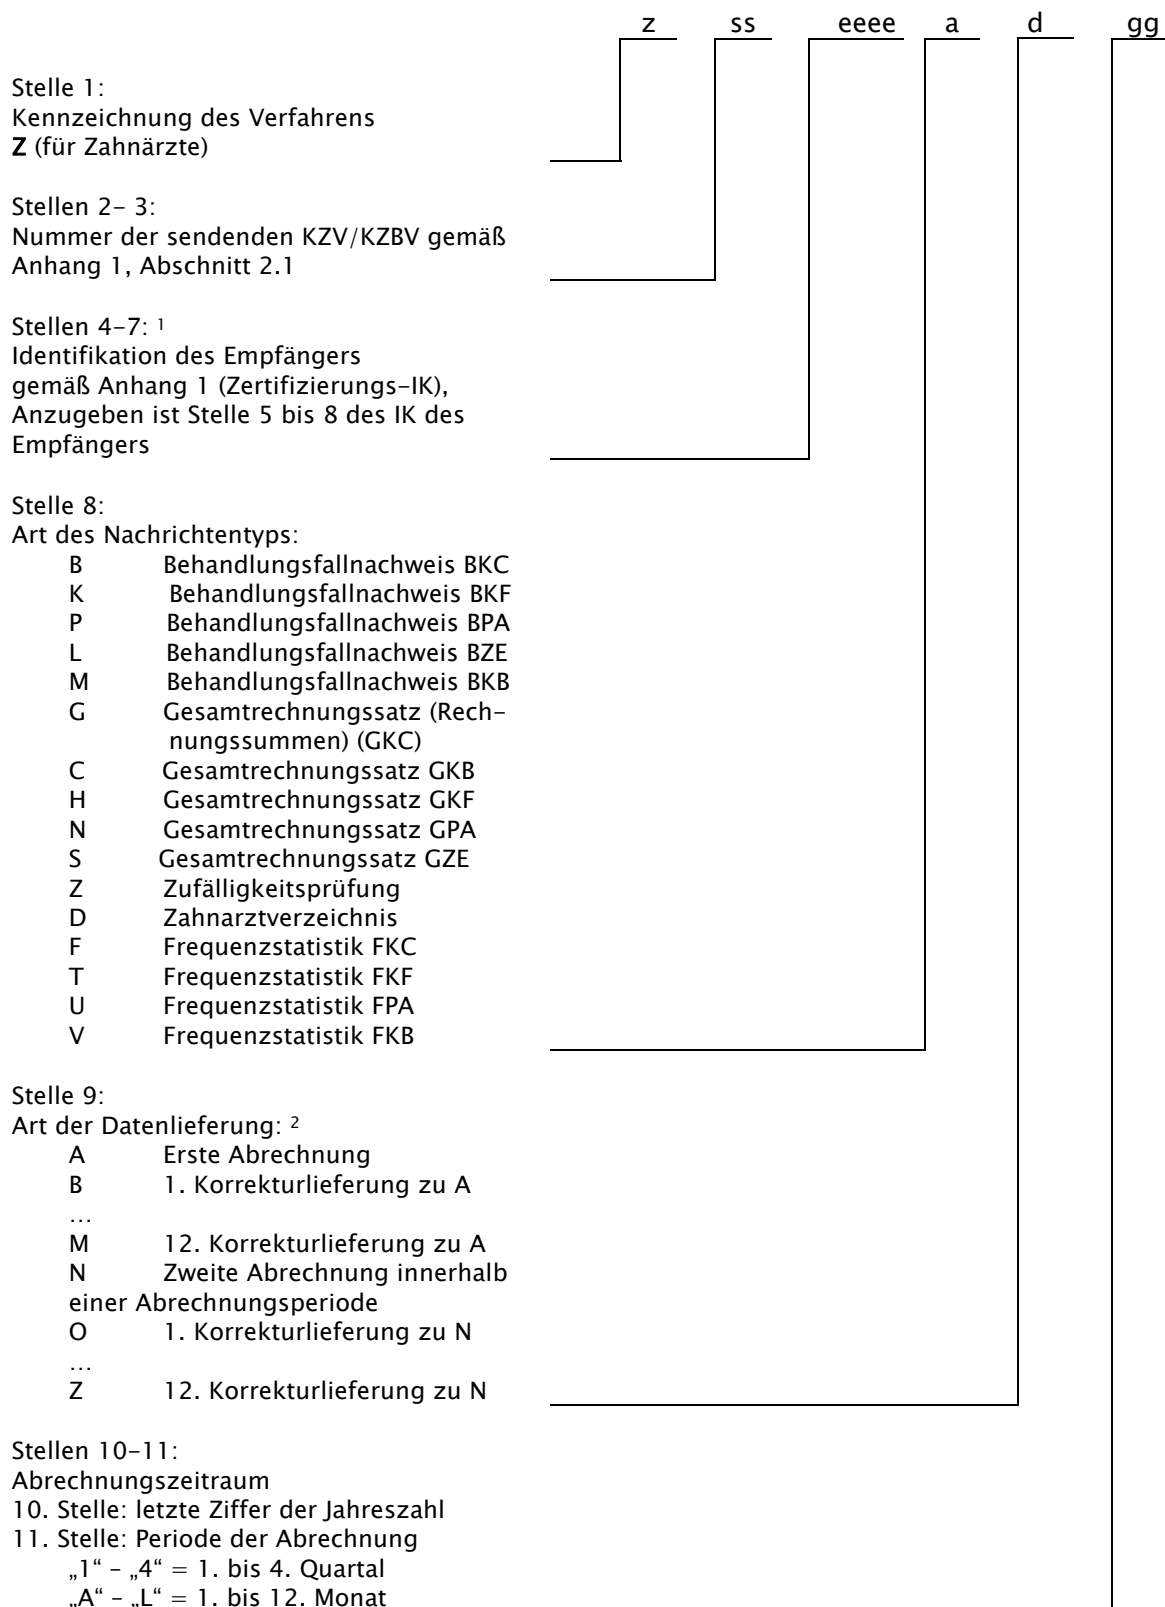 z ss eeee a d gg
Stelle 1:
Kennzeichnung des Verfahrens
Z (für Zahnärzte)
Stellen 2- 3:
Nummer der sendenden KZV/KZBV gemäß
Anhang 1, Abschnitt 2.1
Stellen 4-7: 1
Identifikation des Empfängers
gemäß Anhang 1 (Zertifizierungs-IK),
Anzugeben ist Stelle 5 bis 8 des IK des
Empfängers
Stelle 8:
Art des Nachrichtentyps:
B Behandlungsfallnachweis BKC
K Behandlungsfallnachweis BKF
P Behandlungsfallnachweis BPA
L Behandlungsfallnachweis BZE
M Behandlungsfallnachweis BKB
G Gesamtrechnungssatz (Rech-
nungssummen) (GKC)
C Gesamtrechnungssatz GKB
H Gesamtrechnungssatz GKF
N Gesamtrechnungssatz GPA
S Gesamtrechnungssatz GZE
Z Zufälligkeitsprüfung
D Zahnarztverzeichnis
F Frequenzstatistik FKC
T Frequenzstatistik FKF
U Frequenzstatistik FPA
V Frequenzstatistik FKB
Stelle 9:
Art der Datenlieferung: 2
A Erste Abrechnung
B 1. Korrekturlieferung zu A
…
M 12. Korrekturlieferung zu A
N Zweite Abrechnung innerhalb
einer Abrechnungsperiode
O 1. Korrekturlieferung zu N
…
Z 12. Korrekturlieferung zu N
Stellen 10-11:
Abrechnungszeitraum
10. Stelle: letzte Ziffer der Jahreszahl
11. Stelle: Periode der Abrechnung
„1“ – „4“ = 1. bis 4. Quartal
„A“ – „L“ = 1. bis 12. Monat